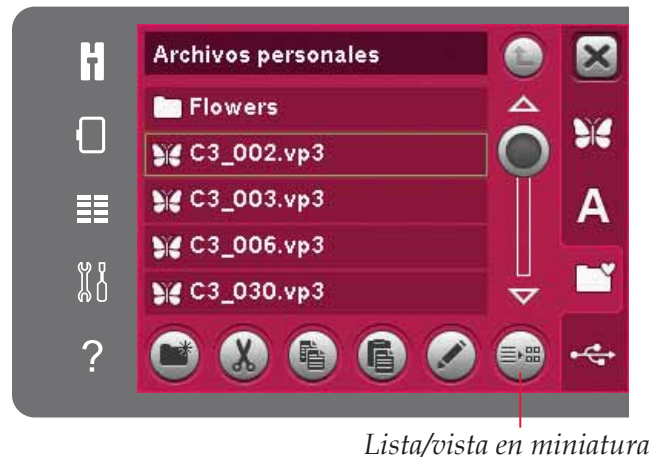 Archivos personales
Flowers
C3_002.vp3
C3_003.vp3
C3_006.vp3
C3_030.vp3
A
?
Lista/vista en miniatura